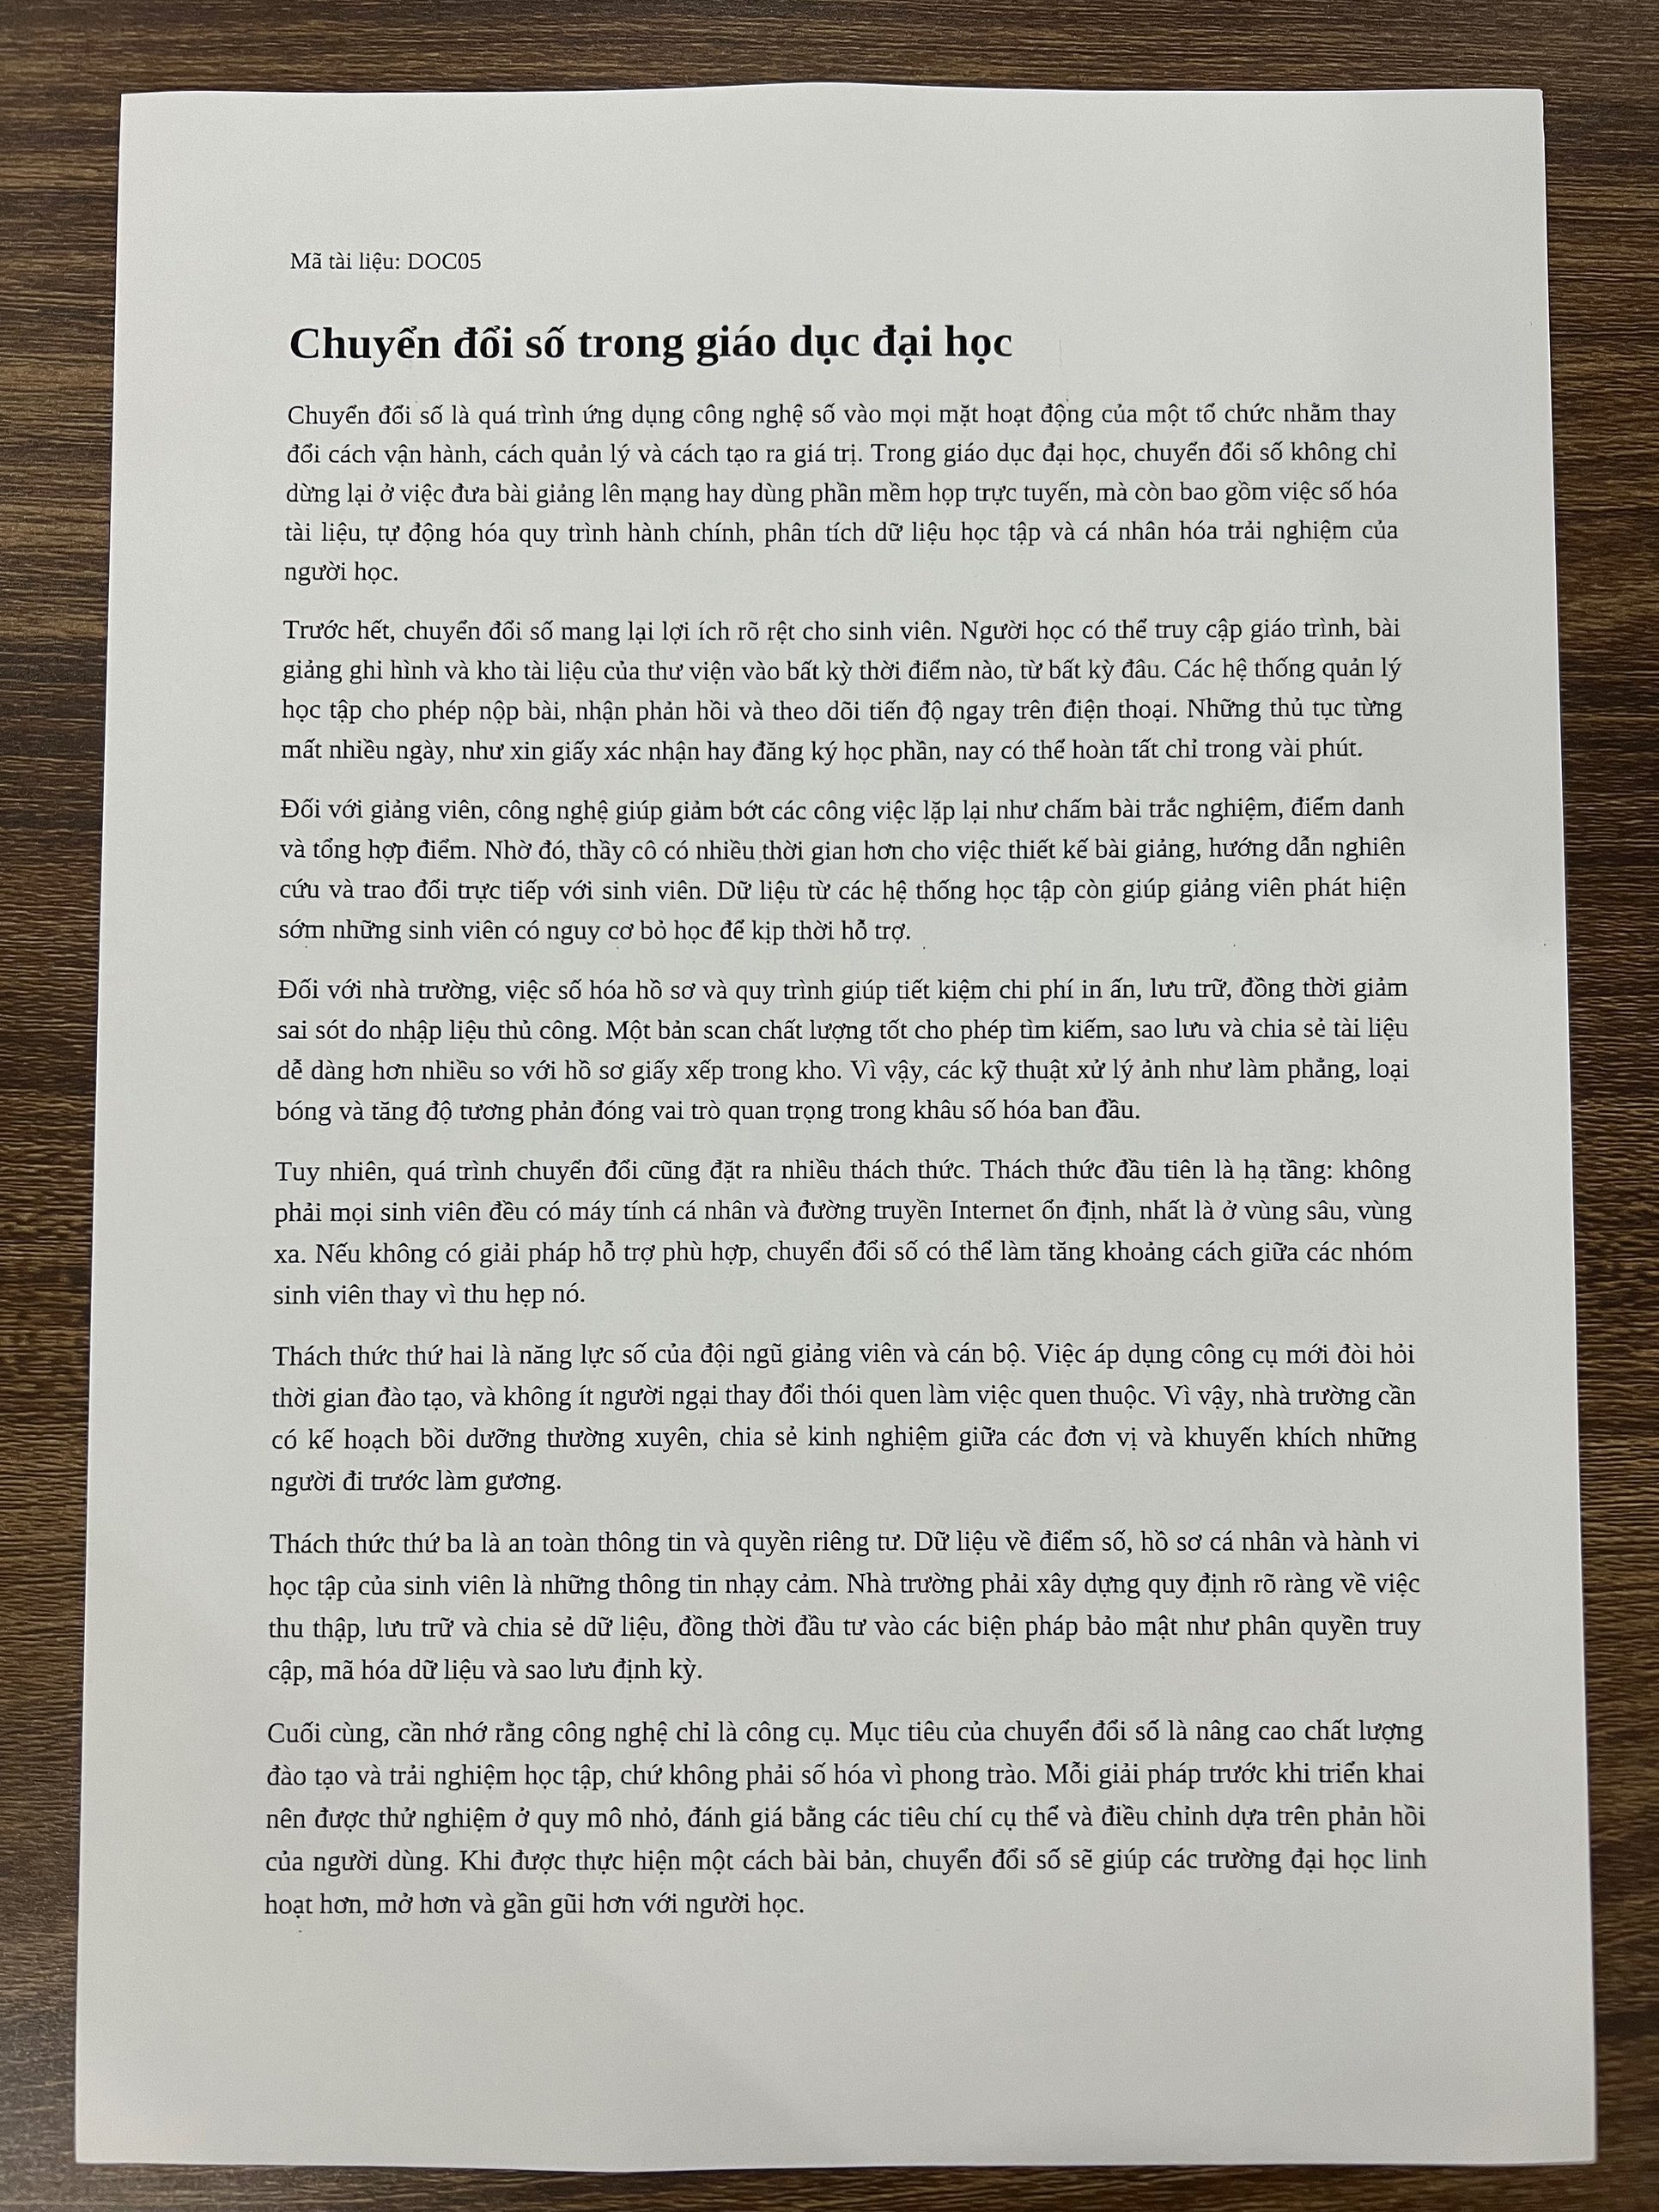 Mã tài liệu: DOC05
Chuyển đổi số trong giáo dục đại học
Chuyển đổi số là quá trình ứng dụng công nghệ số vào mọi mặt hoạt động của một tổ chức nhằm thay
đổi cách vận hành, cách quản lý và cách tạo ra giá trị. Trong giáo dục đại học, chuyển đổi số không chỉ
dừng lại ở việc đưa bài giảng lên mạng hay dùng phần mềm họp trực tuyến, mà còn bao gồm việc số hóa
tài liệu, tự động hóa quy trình hành chính, phân tích dữ liệu học tập và cá nhân hóa trải nghiệm của
người học.
Trước hết, chuyển đổi số mang lại lợi ích rõ rệt cho sinh viên. Người học có thể truy cập giáo trình, bài
giảng ghi hình và kho tài liệu của thư viện vào bất kỳ thời điểm nào, từ bất kỳ đâu. Các hệ thống quản lý
học tập cho phép nộp bài, nhận phản hồi và theo dõi tiến độ ngay trên điện thoại. Những thủ tục từng
mất nhiều ngày, như xin giấy xác nhận hay đăng ký học phần, nay có thể hoàn tất chỉ trong vài phút.
Đối với giảng viên, công nghệ giúp giảm bớt các công việc lặp lại như chấm bài trắc nghiệm, điểm danh
và tổng hợp điểm. Nhờ đó, thầy cô có nhiều thời gian hơn cho việc thiết kế bài giảng, hướng dẫn nghiên
cứu và trao đổi trực tiếp với sinh viên. Dữ liệu từ các hệ thống học tập còn giúp giảng viên phát hiện
sớm những sinh viên có nguy cơ bỏ học để kịp thời hỗ trợ.
Đối với nhà trường, việc số hóa hồ sơ và quy trình giúp tiết kiệm chi phí in ấn, lưu trữ, đồng thời giảm
sai sót do nhập liệu thủ công. Một bản scan chất lượng tốt cho phép tìm kiếm, sao lưu và chia sẻ tài liệu
dễ dàng hơn nhiều so với hồ sơ giấy xếp trong kho. Vì vậy, các kỹ thuật xử lý ảnh như làm phẳng, loại
bóng và tăng độ tương phản đóng vai trò quan trọng trong khâu số hóa ban đầu.
Tuy nhiên, quá trình chuyển đổi cũng đặt ra nhiều thách thức. Thách thức đầu tiên là hạ tầng: không
phải mọi sinh viên đều có máy tính cá nhân và đường truyền Internet ổn định, nhất là ở vùng sâu, vùng
xa. Nếu không có giải pháp hỗ trợ phù hợp, chuyển đổi số có thể làm tăng khoảng cách giữa các nhóm
sinh viên thay vì thu hẹp nó.
Thách thức thứ hai là năng lực số của đội ngũ giảng viên và cán bộ. Việc áp dụng công cụ mới đòi hỏi
thời gian đào tạo, và không ít người ngại thay đổi thói quen làm việc quen thuộc. Vì vậy, nhà trường cần
có kế hoạch bồi dưỡng thường xuyên, chia sẻ kinh nghiệm giữa các đơn vị và khuyến khích những
người đi trước làm gương.
Thách thức thứ ba là an toàn thông tin và quyền riêng tư. Dữ liệu về điểm số, hồ sơ cá nhân và hành vi
học tập của sinh viên là những thông tin nhạy cảm. Nhà trường phải xây dựng quy định rõ ràng về việc
thu thập, lưu trữ và chia sẻ dữ liệu, đồng thời đầu tư vào các biện pháp bảo mật như phân quyền truy
cập, mã hóa dữ liệu và sao lưu định kỳ.
Cuối cùng, cần nhớ rằng công nghệ chỉ là công cụ. Mục tiêu của chuyển đổi số là nâng cao chất lượng
đào tạo và trải nghiệm học tập, chứ không phải số hóa vì phong trào. Mỗi giải pháp trước khi triển khai
nên được thử nghiệm ở quy mô nhỏ, đánh giá bằng các tiêu chí cụ thể và điều chỉnh dựa trên phản hồi
của người dùng. Khi được thực hiện một cách bài bản, chuyển đổi số sẽ giúp các trường đại học linh
hoạt hơn, mở hơn và gần gũi hơn với người học.